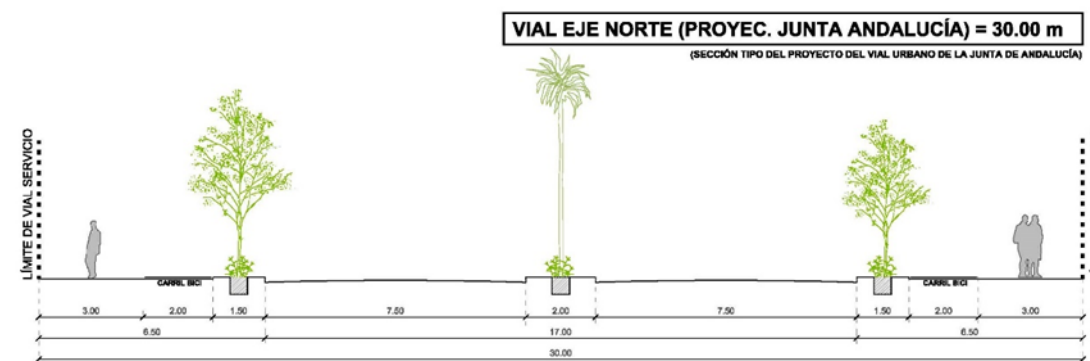 VIAL EJE NORTE (PROYEC. JUNTA ANDALUCÍA) = 30.00 m
(SECCIÓN TIPO DEL PROYECTO DEL VIAL URBANO DE LA JUNTA DE ANDALUCÍA)
LÍMITE DE VIAL SERVICIO
CARRIL BICI CARRIL BICI
3.00 2.00 1.50 7.50 2.00 7.50 1.50 2.00 3.00
6.50 17.00 6.50
30.00